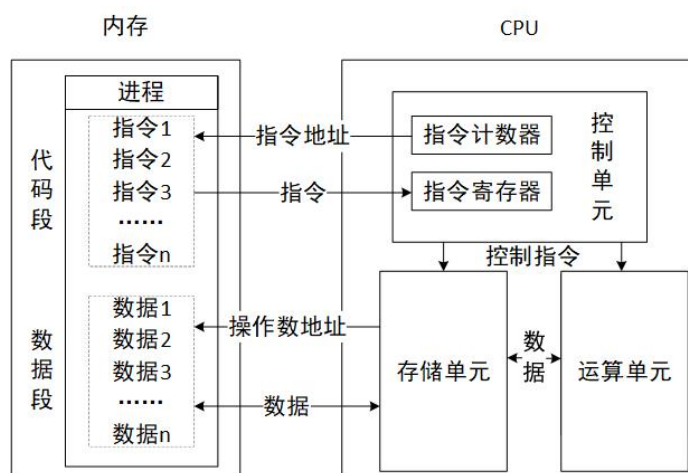 内存
CPU
进程
代码段
指令1
指令2
指令3
......
指令n
数据段
数据1
数据2
数据3
......
数据n
指令地址
指令
操作数地址
数据
指令计数器
指令寄存器
控制单元
控制指令
存储单元
数据
运算单元